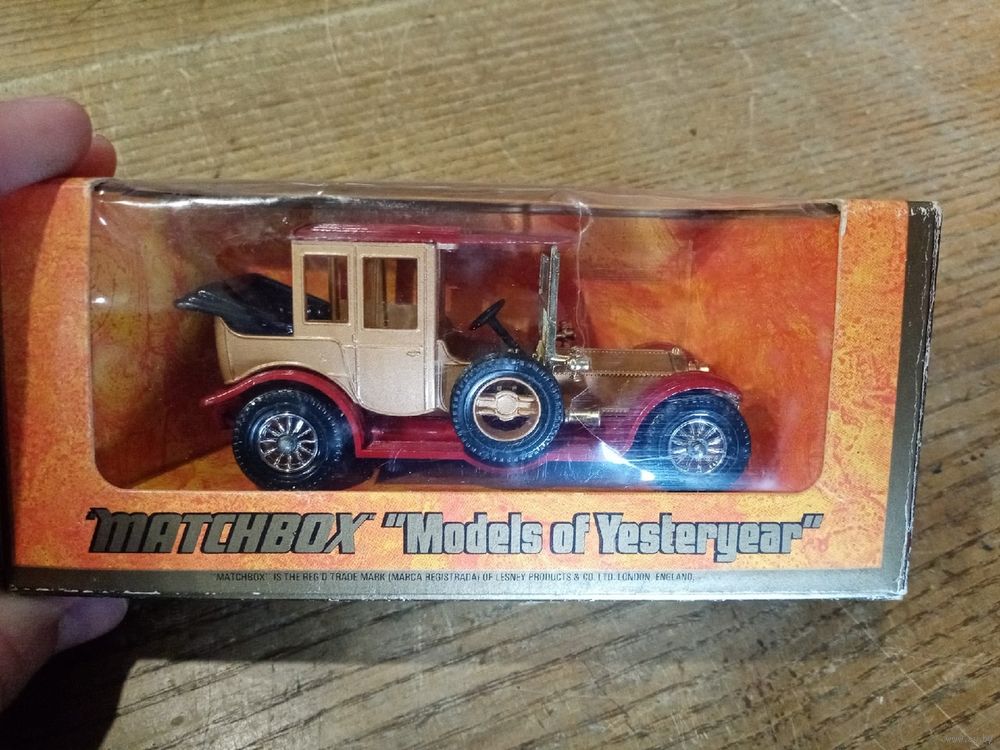 MATCHBOX "Models of Yesteryear"
"MATCHBOX" IS THE REG'D TRADE MARK (MARCA REGISTRADA) OF LESNEY PRODUCTS & CO. LTD. LONDON, ENGLAND.